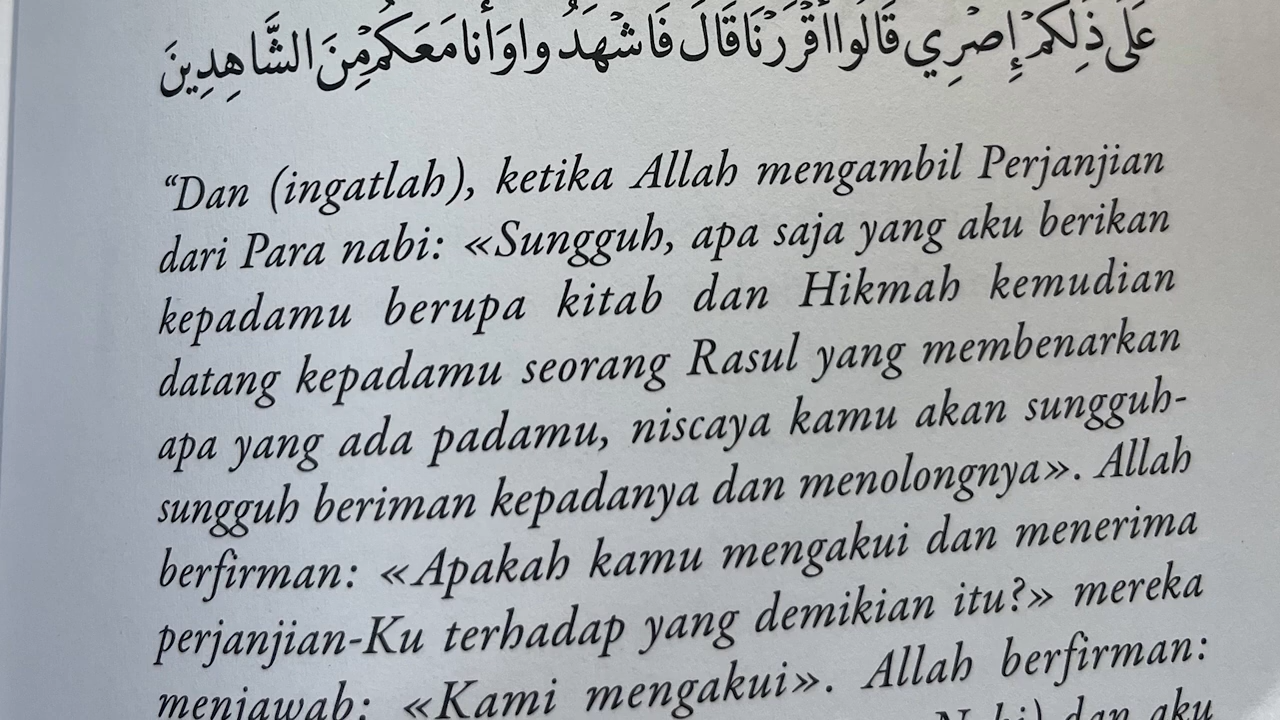 عَلَى ذَلِكُمْ إِصْرِي قَالُوا أَقْرَرْنَا قَالَ فَاشْهَدُوا وَأَنَا مَعَكُمْ مِنَ الشَّاهِدِينَ
“Dan (ingatlah), ketika Allah mengambil Perjanjian
dari Para nabi: «Sungguh, apa saja yang aku berikan
kepadamu berupa kitab dan Hikmah kemudian
datang kepadamu seorang Rasul yang membenarkan
apa yang ada padamu, niscaya kamu akan sungguh-
sungguh beriman kepadanya dan menolongnya». Allah
berfirman: «Apakah kamu mengakui dan menerima
perjanjian-Ku terhadap yang demikian itu?» mereka
menjawab: «Kami mengakui». Allah berfirman:
Nabi) dan aku